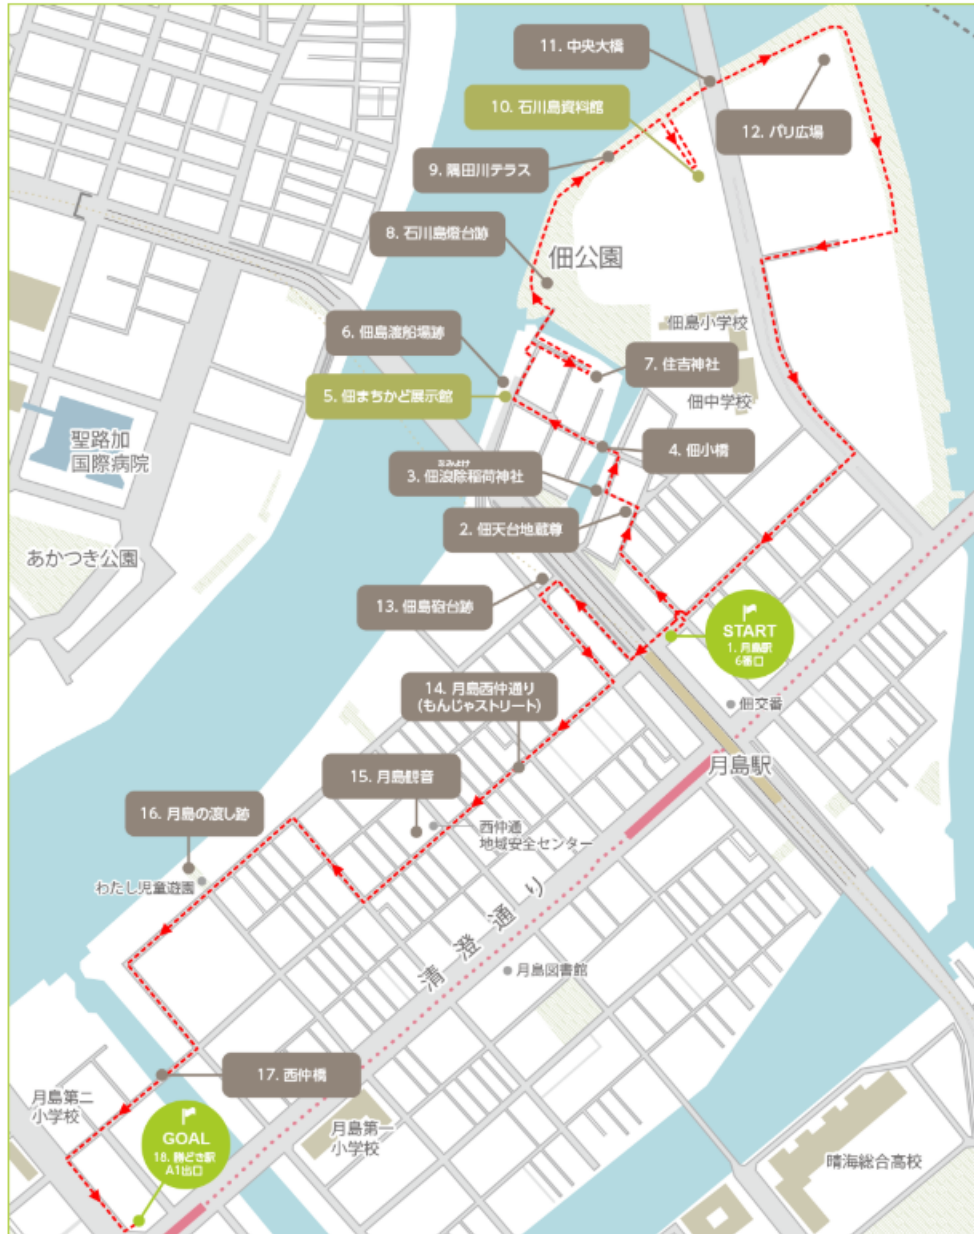 11. 中央大橋
10. 石川島資料館
12. パリ広場
9. 隅田川テラス
8. 石川島燈台跡
佃公園
6. 佃島渡船場跡
佃島小学校
7. 住吉神社
5. 佃まちかど展示館
佃中学校
聖路加
国際病院
4. 佃小橋
なみよけ
3. 佃浪除稲荷神社
2. 佃天台地蔵尊
あかつき公園
13. 佃島砲台跡
START
1. 月島駅
6番口
14. 月島西仲通り
(もんじゃストリート)
佃交番
月島駅
15. 月島観音
16. 月島の渡し跡
西仲通
地域安全センター
わたし児童遊園
清澄通り
月島図書館
17. 西仲橋
月島第二
小学校
GOAL
18. 勝どき駅
A1出口
月島第一
小学校
晴海総合高校